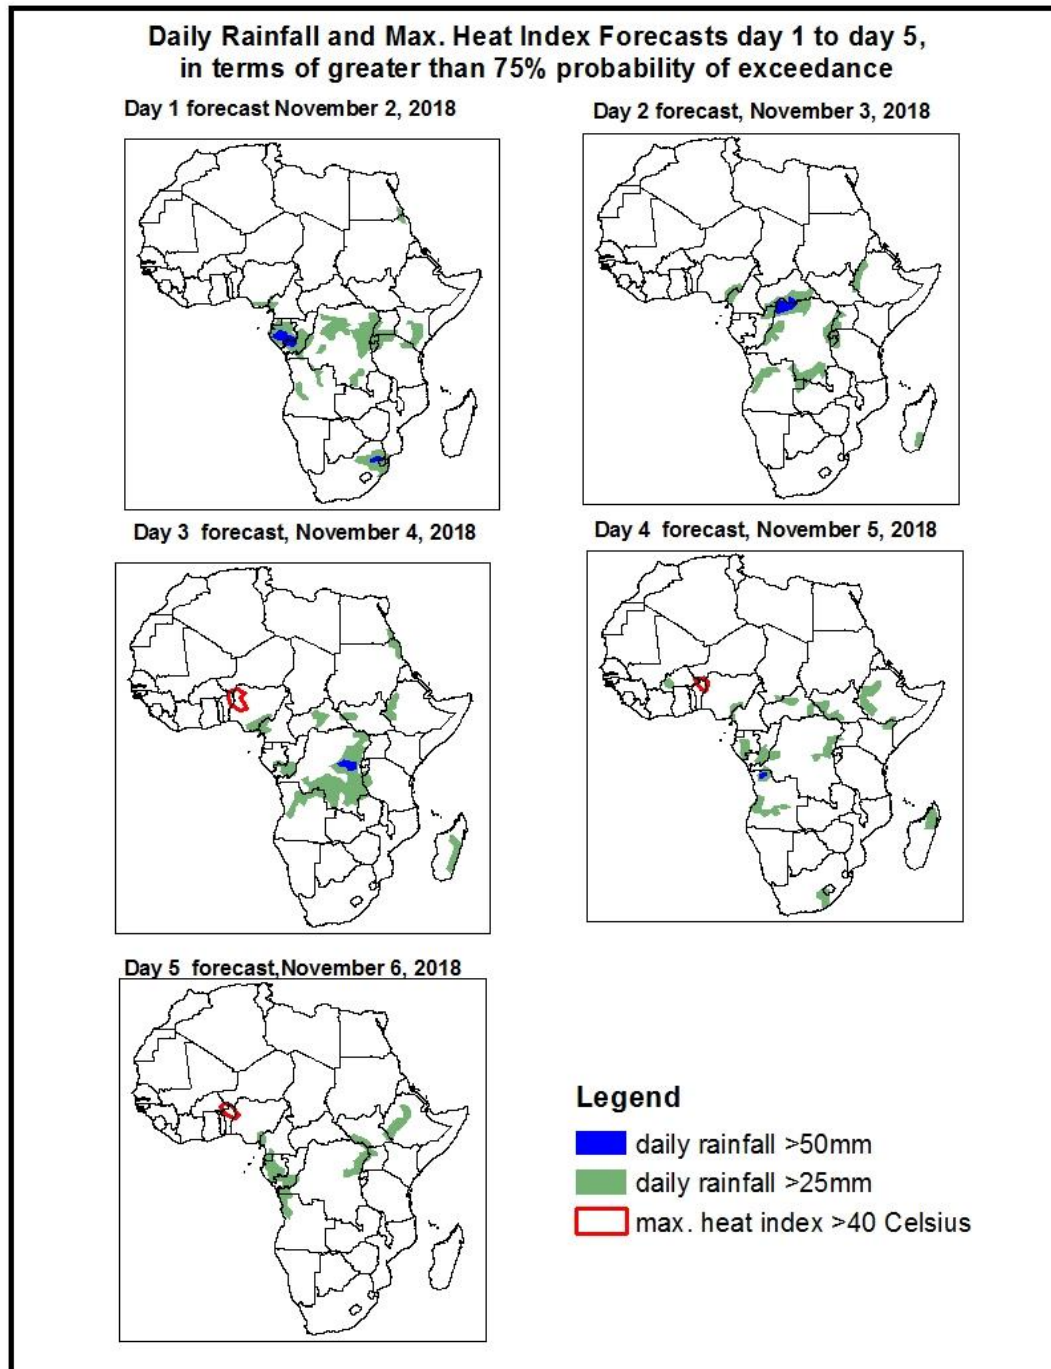 Daily Rainfall and Max. Heat Index Forecasts day 1 to day 5,
in terms of greater than 75% probability of exceedance
Day 1 forecast November 2, 2018
Day 2 forecast, November 3, 2018
Day 3 forecast, November 4, 2018
Day 4 forecast, November 5, 2018
Day 5 forecast,November 6, 2018
Legend
daily rainfall >50mm
daily rainfall >25mm
max. heat index >40 Celsius